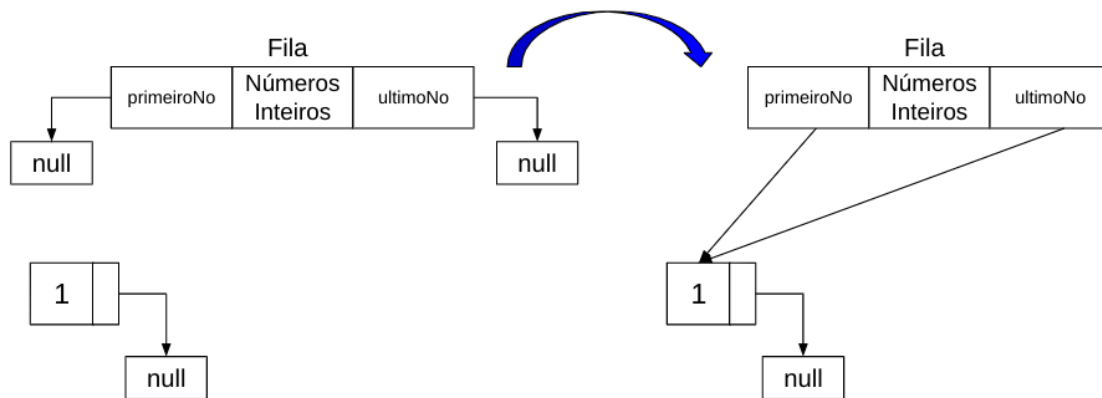 Fila
primeiroNo
Números
Inteiros
ultimoNo
null
null
1
null
Fila
primeiroNo
Números
Inteiros
ultimoNo
1
null